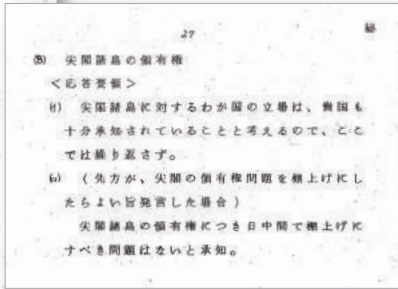 27
秘
(B) 尖閣諸島の領有権
<応答要領>
(イ) 尖閣諸島に対するわが国の立場は、貴国も
十分承知されていることと考えるので、ここ
では繰り返さず。
(ロ) (先方が、尖閣の領有権問題を棚上げにし
たらよい旨発言した場合)
尖閣諸島の領有権につき日中間で棚上げに
すべき問題はないと承知。